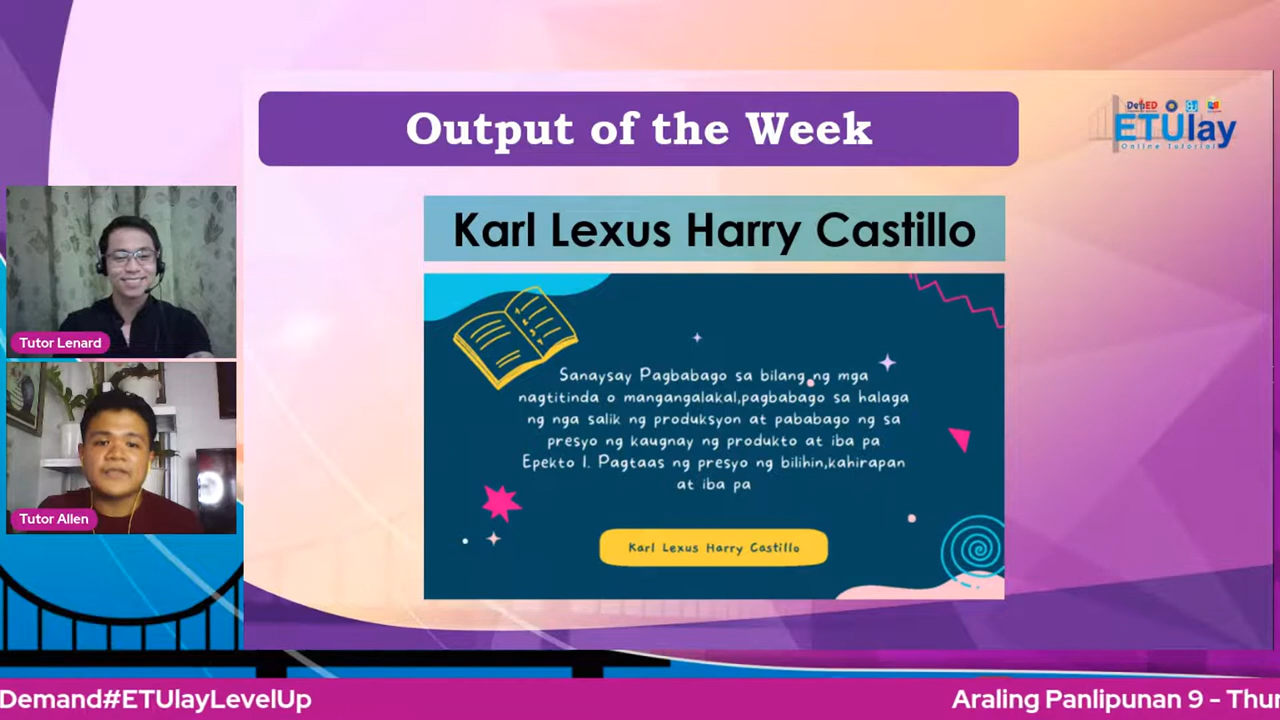 Output of the Week
DepED
ETUlay
Online Tutorial
Karl Lexus Harry Castillo
Sanaysay Pagbabago sa bilang ng mga
nagtitinda o mangangalakal,pagbabago sa halaga
ng nga salik ng produksyon at pababago ng sa
presyo ng kaugnay ng produkto at iba pa
Epekto 1. Pagtaas ng presyo ng bilihin,kahirapan
at iba pa
Karl Lexus Harry Castillo
Tutor Lenard
Tutor Allen
Demand#ETUlayLevelUp
Araling Panlipunan 9 - Thur